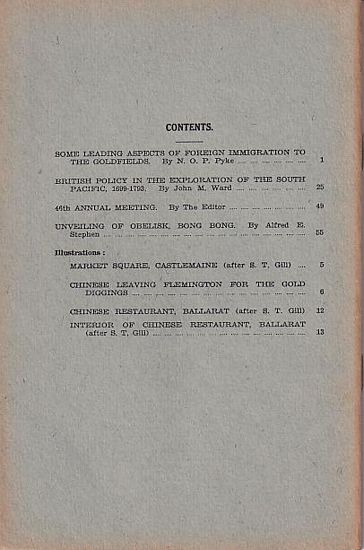 CONTENTS.
SOME LEADING ASPECTS OF FOREIGN IMMIGRATION TO
THE GOLDFIELDS. By N. O. P. Pyke ... ... ... ... ... ... 1
BRITISH POLICY IN THE EXPLORATION OF THE SOUTH
PACIFIC, 1699-1793. By John M. Ward ... ... ... ... ... ... 25
46th ANNUAL MEETING. By The Editor ... ... ... ... ... ... 49
UNVEILING OF OBELISK, BONG BONG. By Alfred E.
Stephen ... ... ... ... ... ... ... ... ... ... ... ... 55
Illustrations :
MARKET SQUARE, CASTLEMAINE (after S. T. Gill) ... 5
CHINESE LEAVING FLEMINGTON FOR THE GOLD
DIGGINGS ... ... ... ... ... ... ... ... ... ... ... 6
CHINESE RESTAURANT, BALLARAT (after S. T. Gill) 12
INTERIOR OF CHINESE RESTAURANT, BALLARAT
(after S. T. Gill) ... ... ... ... ... ... ... ... ... ... 13